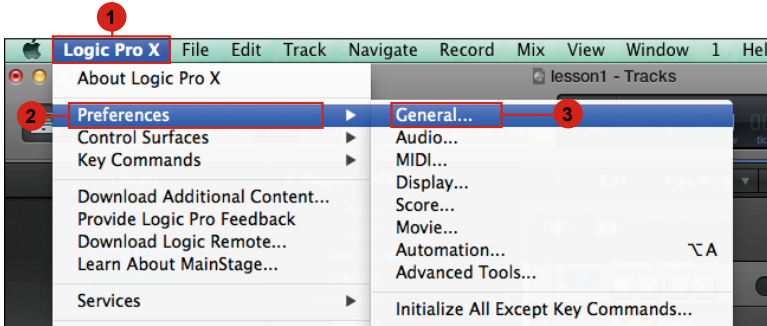 1
Logic Pro X File Edit Track Navigate Record Mix View Window 1 Hel
About Logic Pro X
lesson1 - Tracks
2
Preferences
Control Surfaces
Key Commands
Download Additional Content...
Provide Logic Pro Feedback
Download Logic Remote...
Learn About MainStage...
Services
General...
3
Audio...
MIDI...
Display...
Score...
Movie...
Automation... ⌥A
Advanced Tools...
Initialize All Except Key Commands...